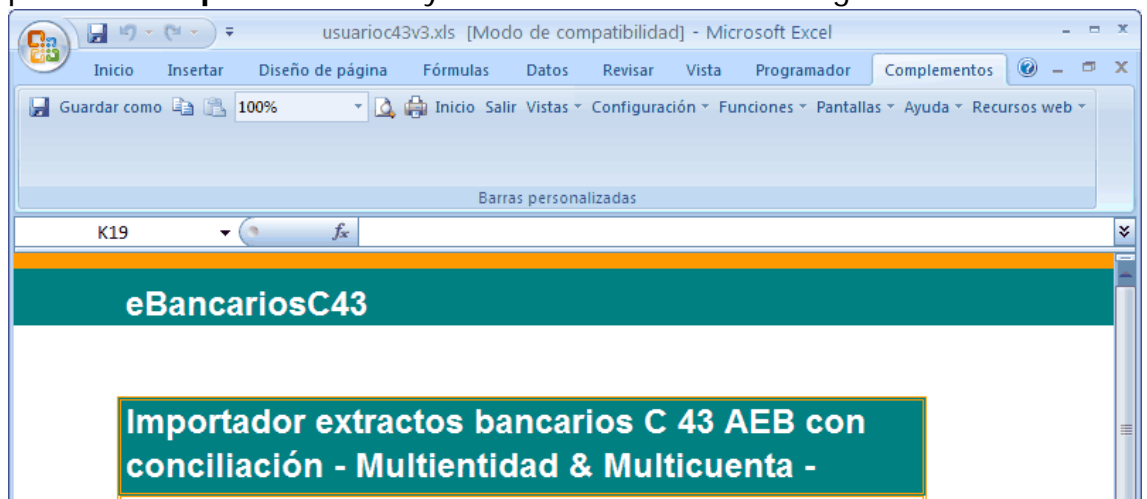 usuarioc43v3.xls [Modo de compatibilidad] - Microsoft Excel
Inicio Insertar Diseño de página Fórmulas Datos Revisar Vista Programador Complementos
Guardar como 100% Inicio Salir Vistas Configuración Funciones Pantallas Ayuda Recursos web
Barras personalizadas
K19 fx
eBancariosC43
Importador extractos bancarios C 43 AEB con
conciliación - Multientidad & Multicuenta -